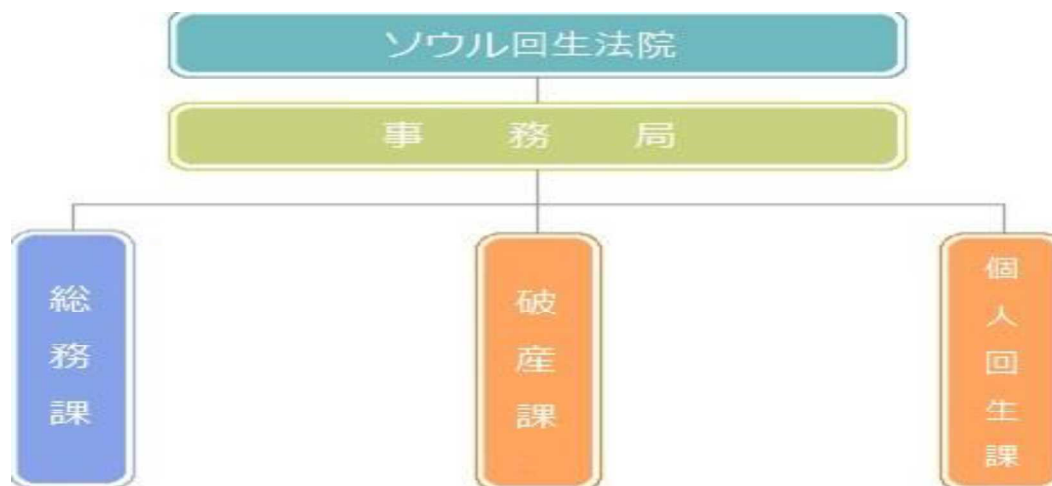 ソウル回生法院
事務局
総務課
破産課
個人回生課